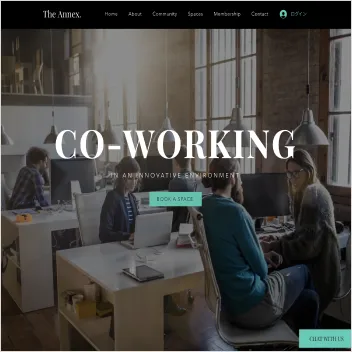 The Annex.
Home About Community Spaces Membership Contact ログイン
CO-WORKING
IN AN INNOVATIVE ENVIRONMENT
BOOK A SPACE
CHAT WITH US